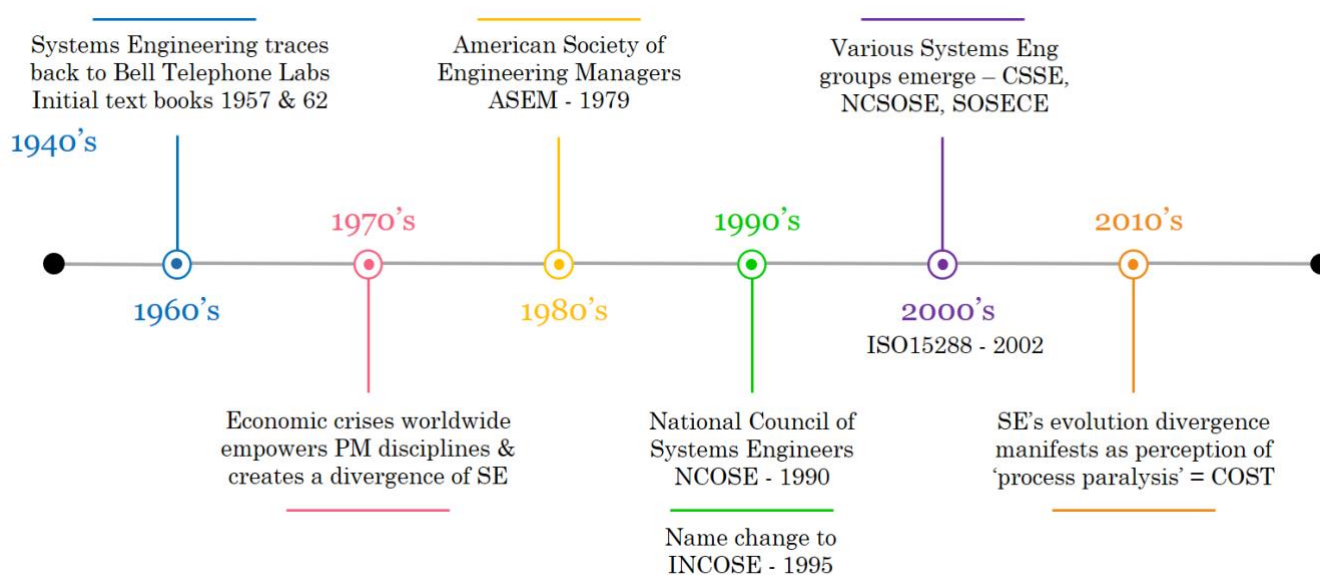 Systems Engineering traces
back to Bell Telephone Labs
Initial text books 1957 & 62
1940’s
1960’s
1970’s
Economic crises worldwide
empowers PM disciplines &
creates a divergence of SE
American Society of
Engineering Managers
ASEM - 1979
1980’s
1990’s
National Council of
Systems Engineers
NCOSE - 1990
Name change to
INCOSE - 1995
Various Systems Eng
groups emerge – CSSE,
NCSOSE, SOSECE
2000’s
ISO15288 - 2002
2010’s
SE’s evolution divergence
manifests as perception of
‘process paralysis’ = COST